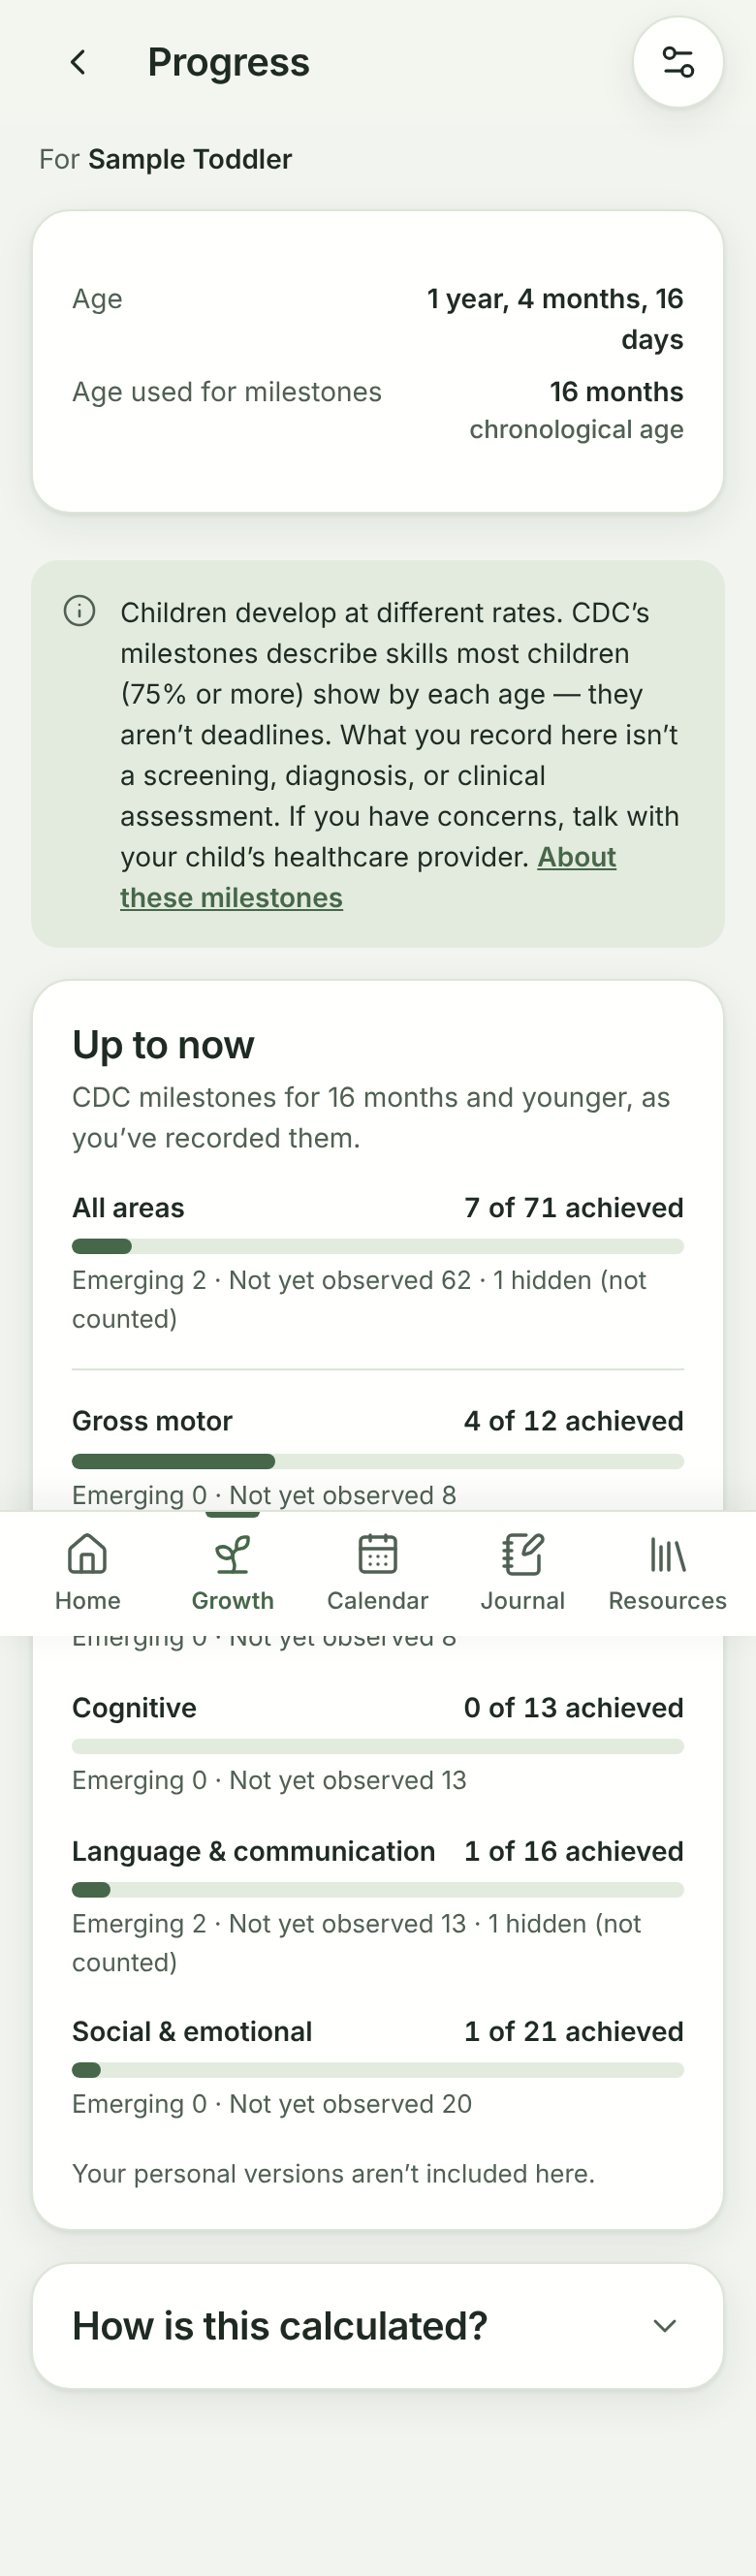 Progress
For Sample Toddler
Age
1 year, 4 months, 16
days
Age used for milestones
16 months
chronological age
Children develop at different rates. CDC’s
milestones describe skills most children
(75% or more) show by each age — they
aren’t deadlines. What you record here isn’t
a screening, diagnosis, or clinical
assessment. If you have concerns, talk with
your child’s healthcare provider. About
these milestones
Up to now
CDC milestones for 16 months and younger, as
you’ve recorded them.
All areas 7 of 71 achieved
Emerging 2 · Not yet observed 62 · 1 hidden (not
counted)
Gross motor 4 of 12 achieved
Emerging 0 · Not yet observed 8
Home Growth Calendar Journal Resources
Emerging 0 · Not yet observed 8
Cognitive 0 of 13 achieved
Emerging 0 · Not yet observed 13
Language & communication 1 of 16 achieved
Emerging 2 · Not yet observed 13 · 1 hidden (not
counted)
Social & emotional 1 of 21 achieved
Emerging 0 · Not yet observed 20
Your personal versions aren’t included here.
How is this calculated?